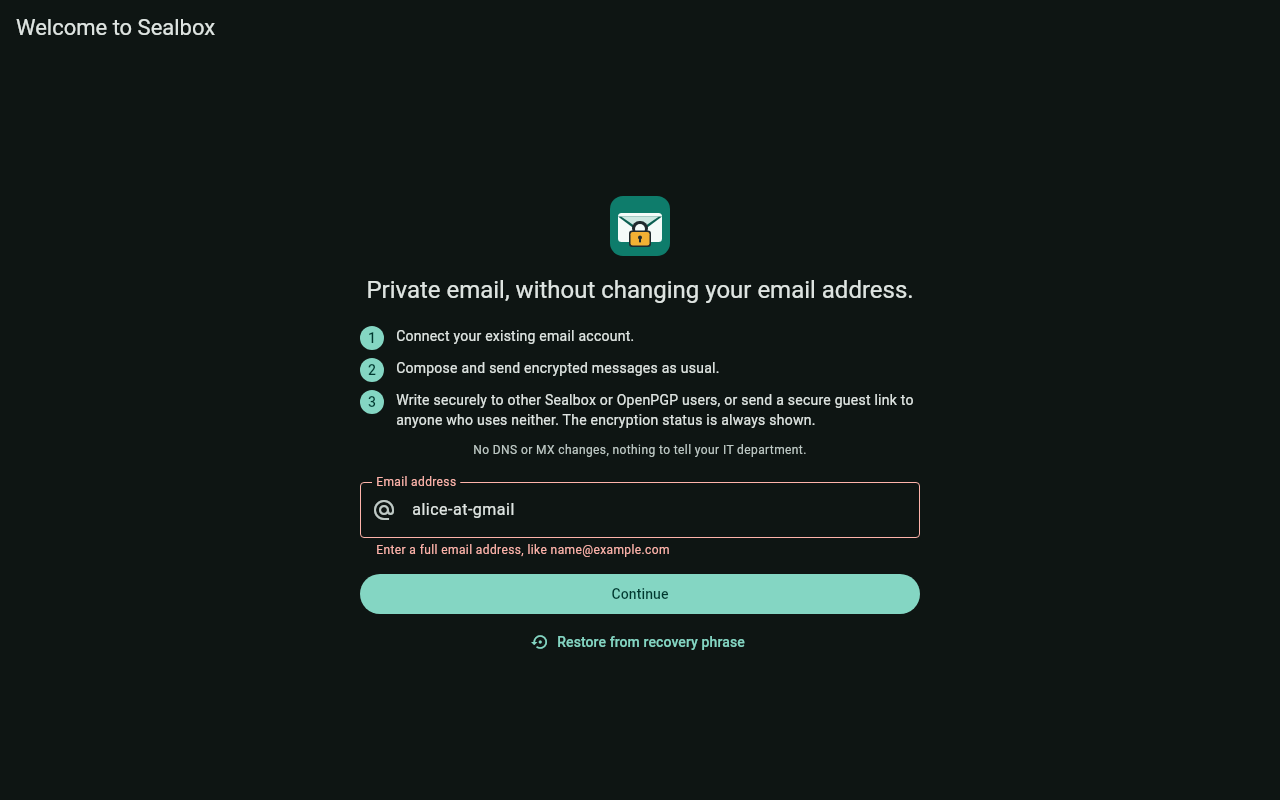 Welcome to Sealbox
Private email, without changing your email address.
1 Connect your existing email account.
2 Compose and send encrypted messages as usual.
3 Write securely to other Sealbox or OpenPGP users, or send a secure guest link to
anyone who uses neither. The encryption status is always shown.
No DNS or MX changes, nothing to tell your IT department.
Email address
alice-at-gmail
Enter a full email address, like name@example.com
Continue
Restore from recovery phrase